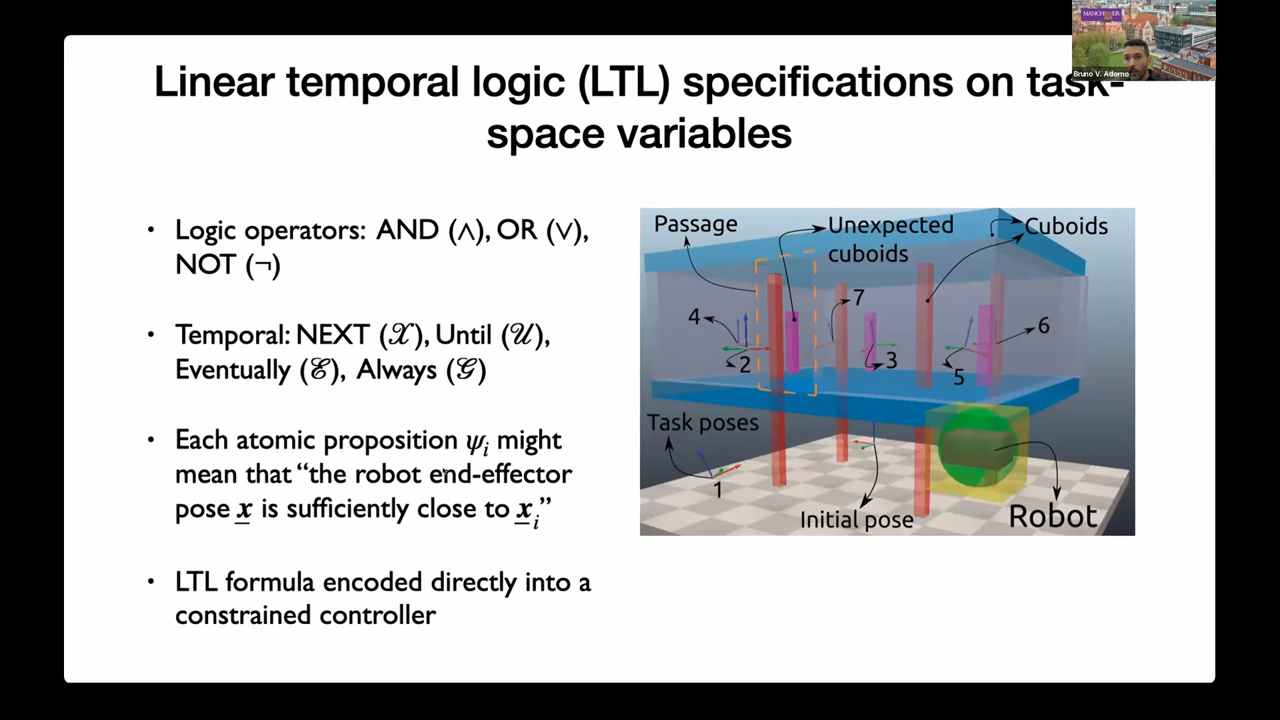 MANCHESTER
Bruno V. Adorno
Linear temporal logic (LTL) specifications on task-
space variables
• Logic operators: AND (∧), OR (∨),
NOT (¬)
• Temporal: NEXT (𝒳), Until (𝒰),
Eventually (ℰ), Always (𝒢)
• Each atomic proposition ψᵢ might
mean that “the robot end-effector
pose x̲ is sufficiently close to x̲ᵢ”
• LTL formula encoded directly into a
constrained controller
Passage
Unexpected
cuboids
Cuboids
4
7
6
2
3
5
Task poses
1
Initial pose
Robot